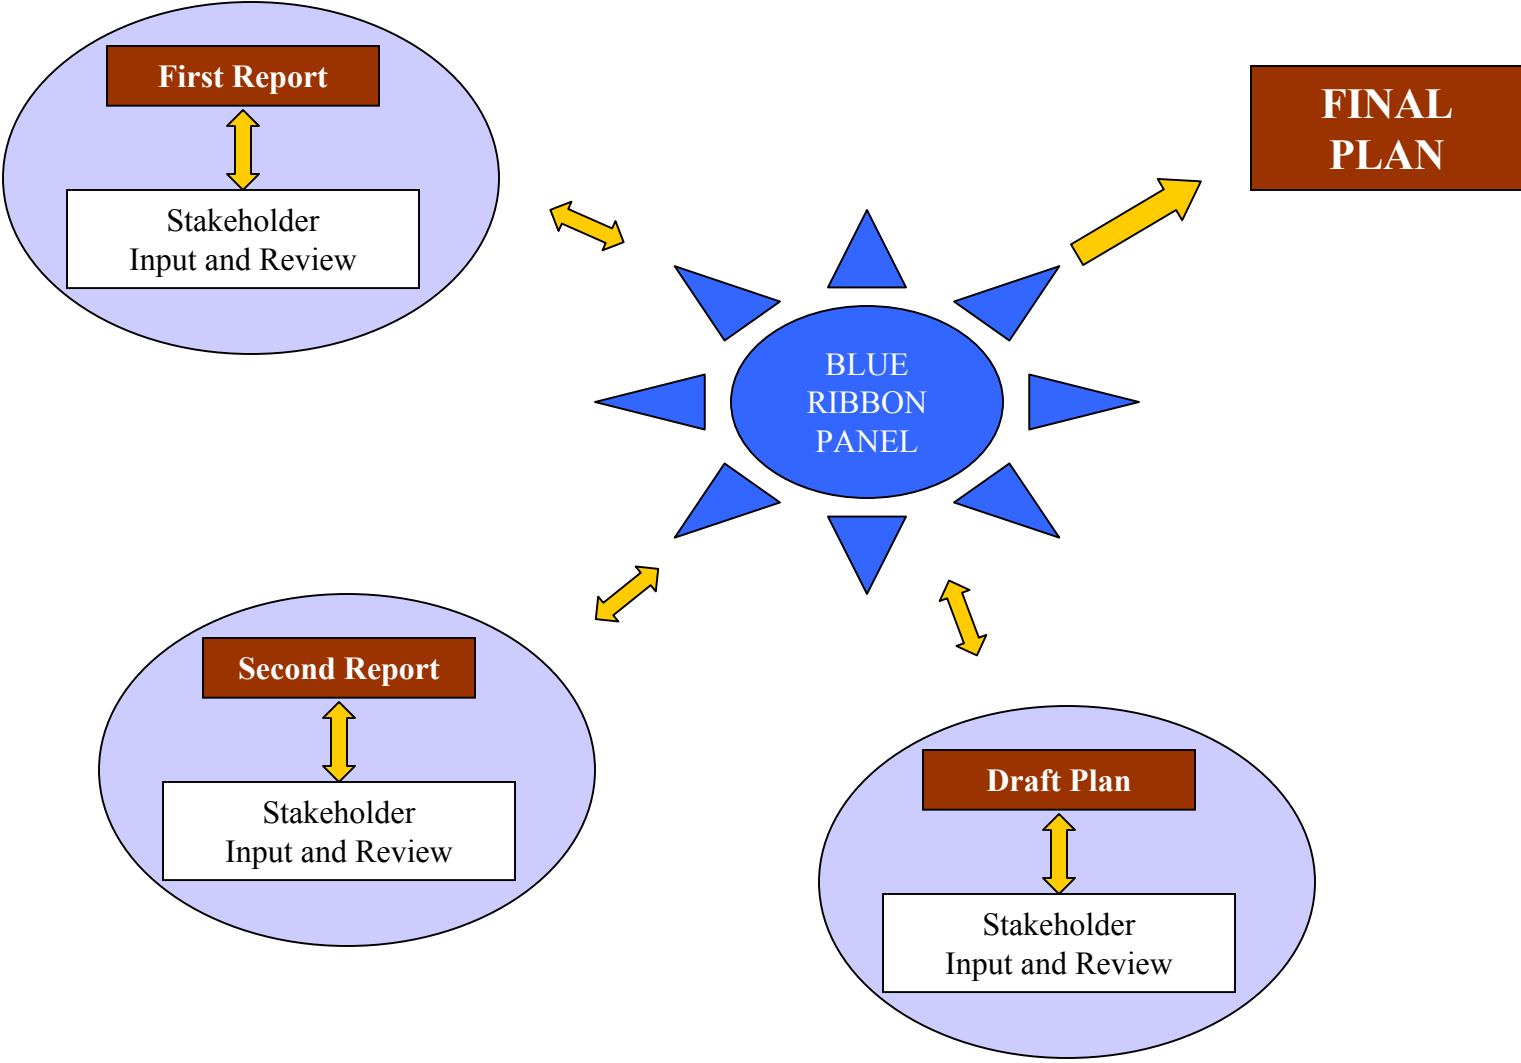 First Report
Stakeholder
Input and Review
FINAL
PLAN
BLUE
RIBBON
PANEL
Second Report
Stakeholder
Input and Review
Draft Plan
Stakeholder
Input and Review